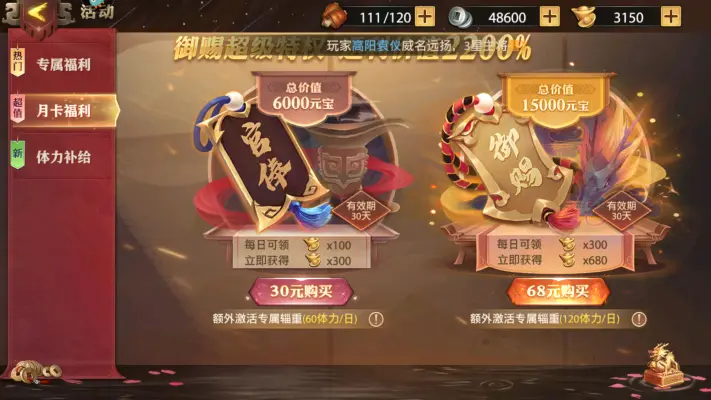 活动
111/120
48600
3150
热门
专属福利
超值
月卡福利
新
体力补给
御赐超级特权
2200%
玩家高阳袁仪威名远扬，3星主将
总价值
6000元宝
宫俸
有效期
30天
每日可领 x100
立即获得 x300
30元购买
额外激活专属辎重(60体力/日)
总价值
15000元宝
御赐
有效期
30天
每日可领 x300
立即获得 x680
68元购买
额外激活专属辎重(120体力/日)